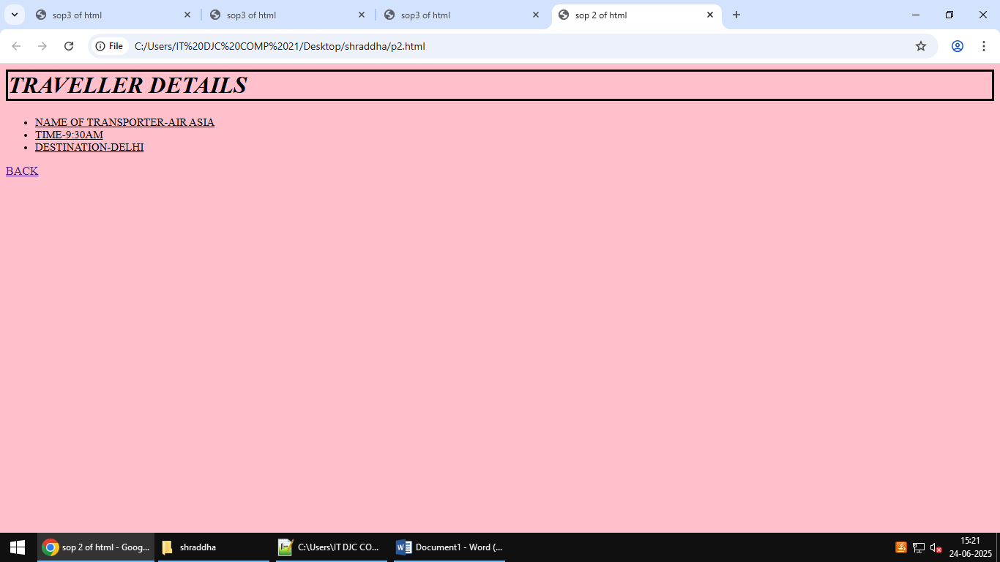 sop3 of html
sop3 of html
sop3 of html
sop 2 of html
File
C:/Users/IT%20DJC%20COMP%2021/Desktop/shraddha/p2.html
TRAVELLER DETAILS
NAME OF TRANSPORTER-AIR ASIA
TIME-9:30AM
DESTINATION-DELHI
BACK
sop 2 of html - Goog...
shraddha
C:\Users\IT DJC CO...
Document1 - Word (...
15:21
24-06-2025